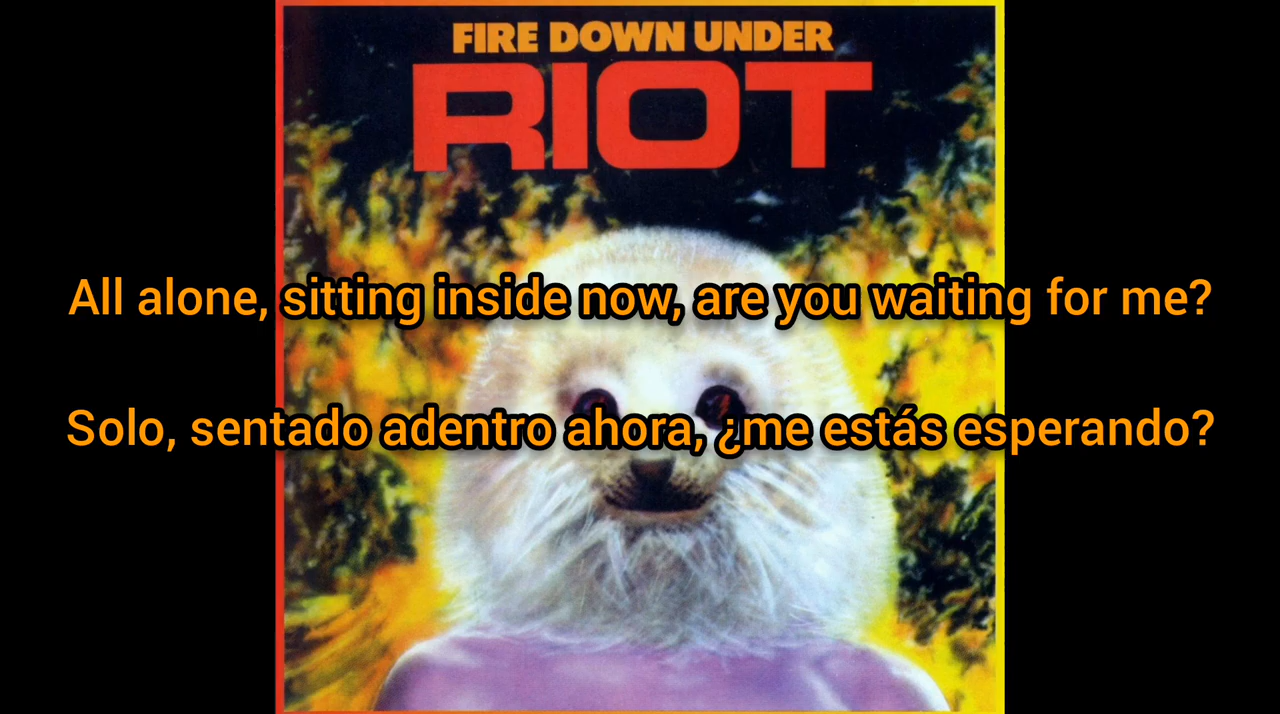 FIRE DOWN UNDER
RIOT
All alone, sitting inside now, are you waiting for me?
Solo, sentado adentro ahora, ¿me estás esperando?